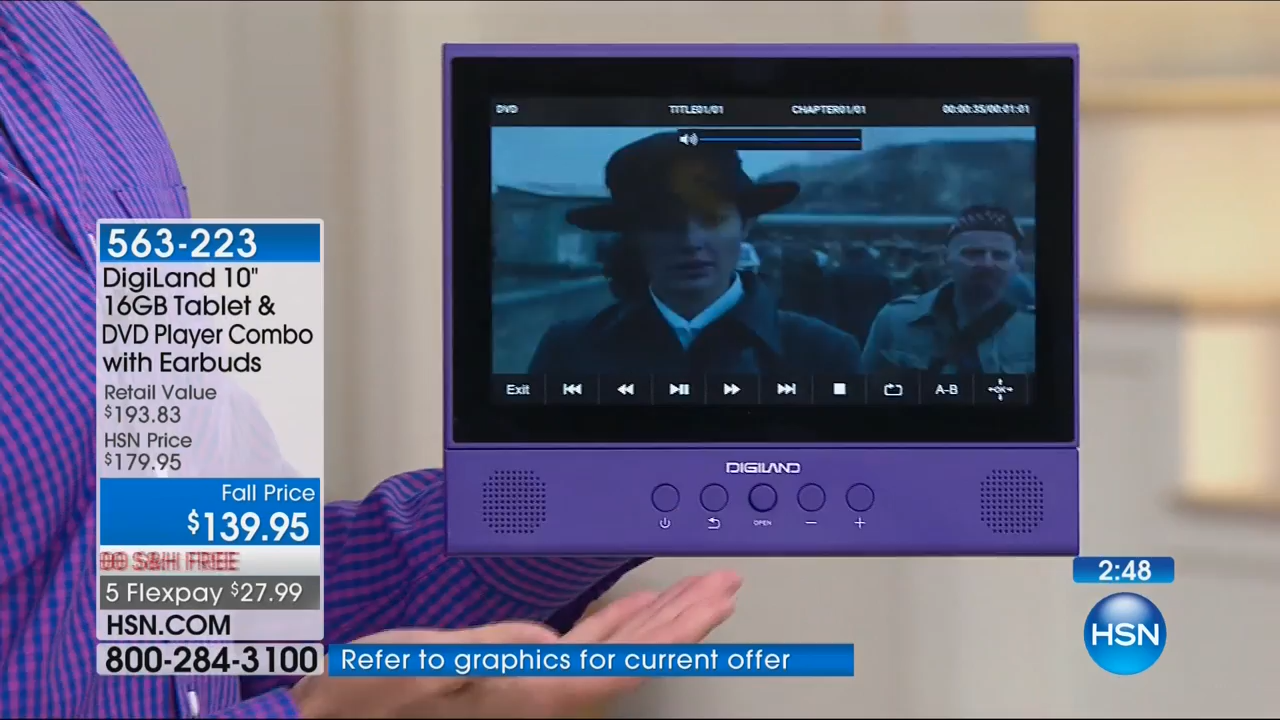 DVD TITLE01/01 CHAPTER01/01 00:00:35/00:01:01
Exit A-B
OK
DIGILAND
OPEN
563-223
DigiLand 10"
16GB Tablet &
DVD Player Combo
with Earbuds
Retail Value
$193.83
HSN Price
$179.95
Fall Price
$139.95
S&H FREE
5 Flexpay $27.99
HSN.COM
800-284-3100
Refer to graphics for current offer
2:48
HSN